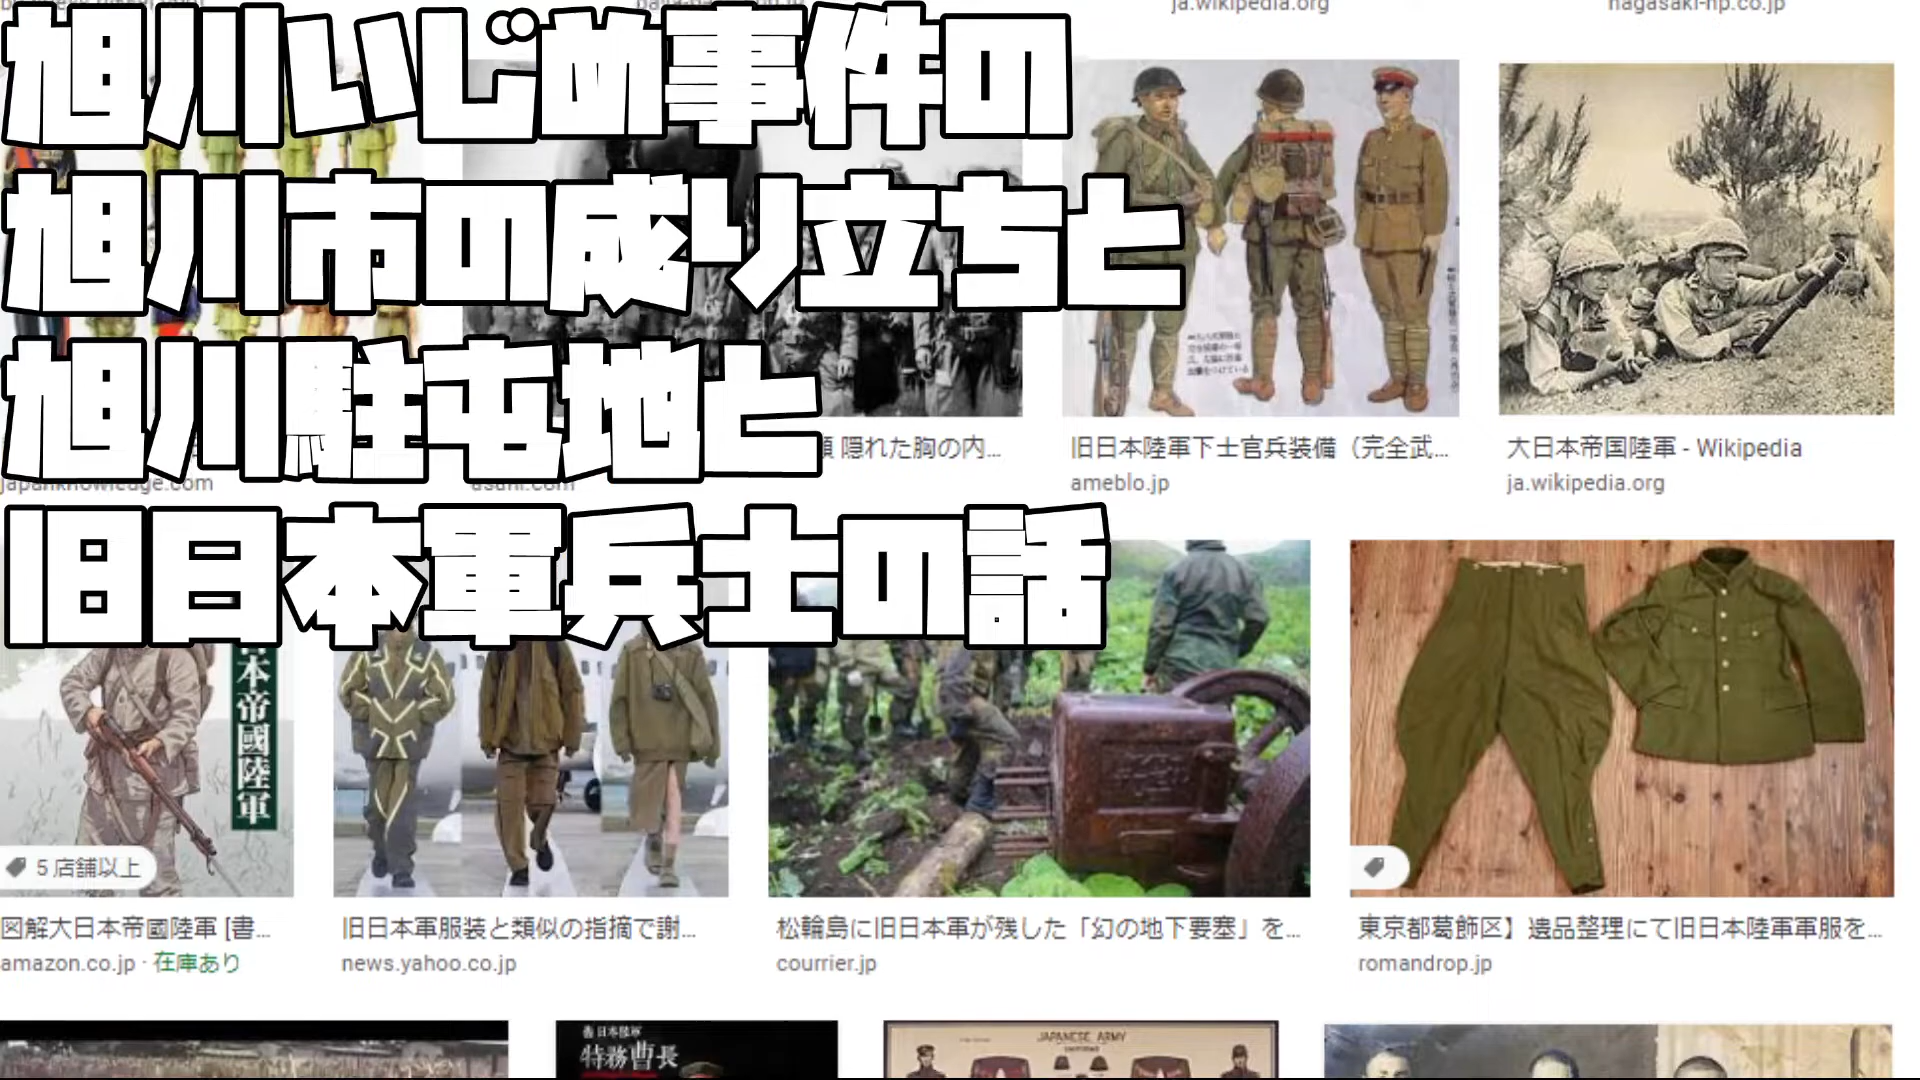 ja.wikipedia.org
nagasaki-np.co.jp
旭川いじめ事件の
旭川市の成り立ちと
旭川駐屯地と
旧日本軍兵士の話
隠れた胸の内...
旧日本陸軍下士官兵装備（完全武...
大日本帝国陸軍 - Wikipedia
japanknowledge.com
asahi.com
ameblo.jp
ja.wikipedia.org
本帝國陸軍
5 店舗以上
図解大日本帝國陸軍 [書...
旧日本軍服装と類似の指摘で謝...
松輪島に旧日本軍が残した「幻の地下要塞」を...
東京都葛飾区】遺品整理にて旧日本陸軍軍服を...
amazon.co.jp · 在庫あり
news.yahoo.co.jp
courrier.jp
romandrop.jp
日本陸軍
特務曹長
JAPANESE ARMY